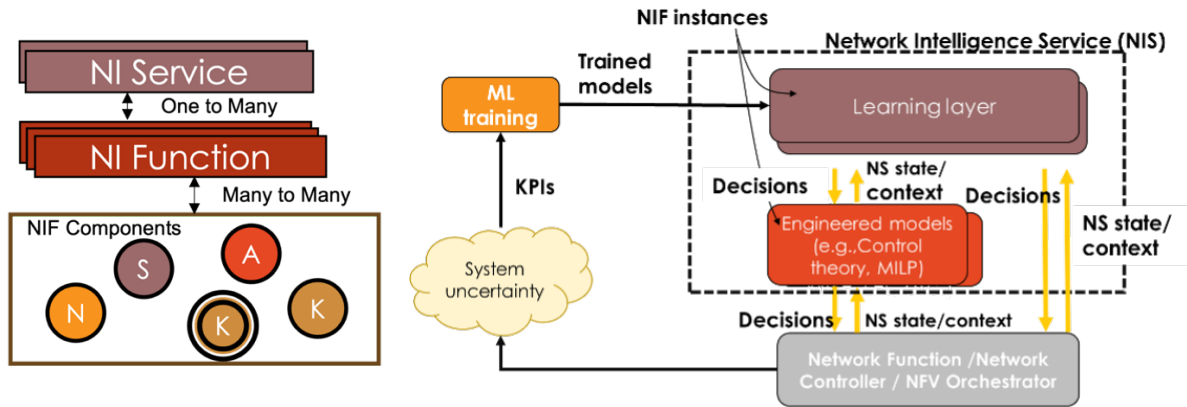 NI Service
One to Many
NI Function
Many to Many
NIF Components
S
A
N
K
K
NIF instances
Network Intelligence Service (NIS)
Trained
models
ML
training
Learning layer
KPIs
Decisions
NS state/
context
Decisions
NS state/
context
Engineered models
(e.g.,Control
theory, MILP)
System
uncertainty
Decisions
NS state/context
Network Function /Network
Controller / NFV Orchestrator